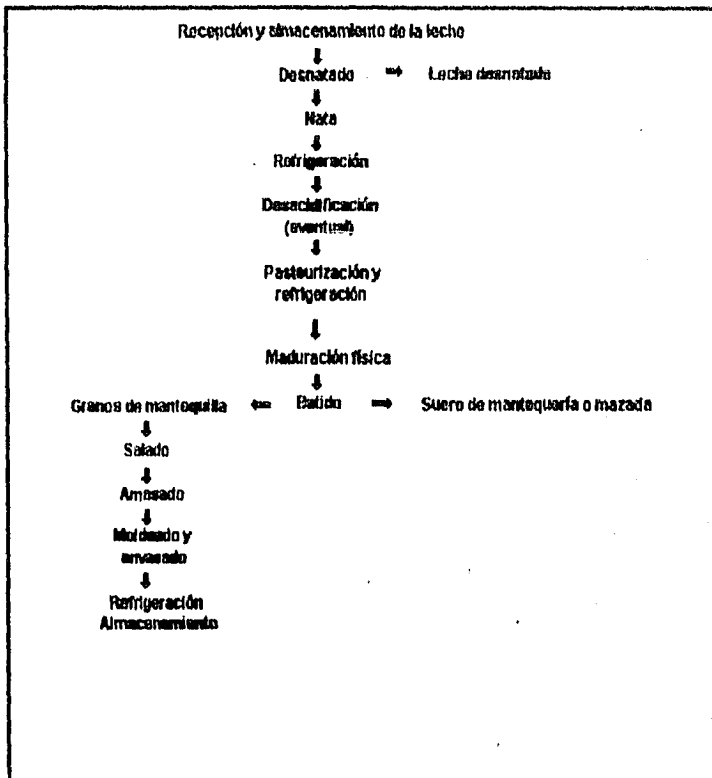 Recepción y almacenamiento de la leche
Desnatado → Leche desnatada
Nata
Refrigeración
Desacidificación
(eventual)
Pasteurización y
refrigeración
Maduración física
Granos de mantequilla ← Batido → Suero de mantequería o mazada
Salado
Amasado
Moldeado y
envasado
Refrigeración
Almacenamiento